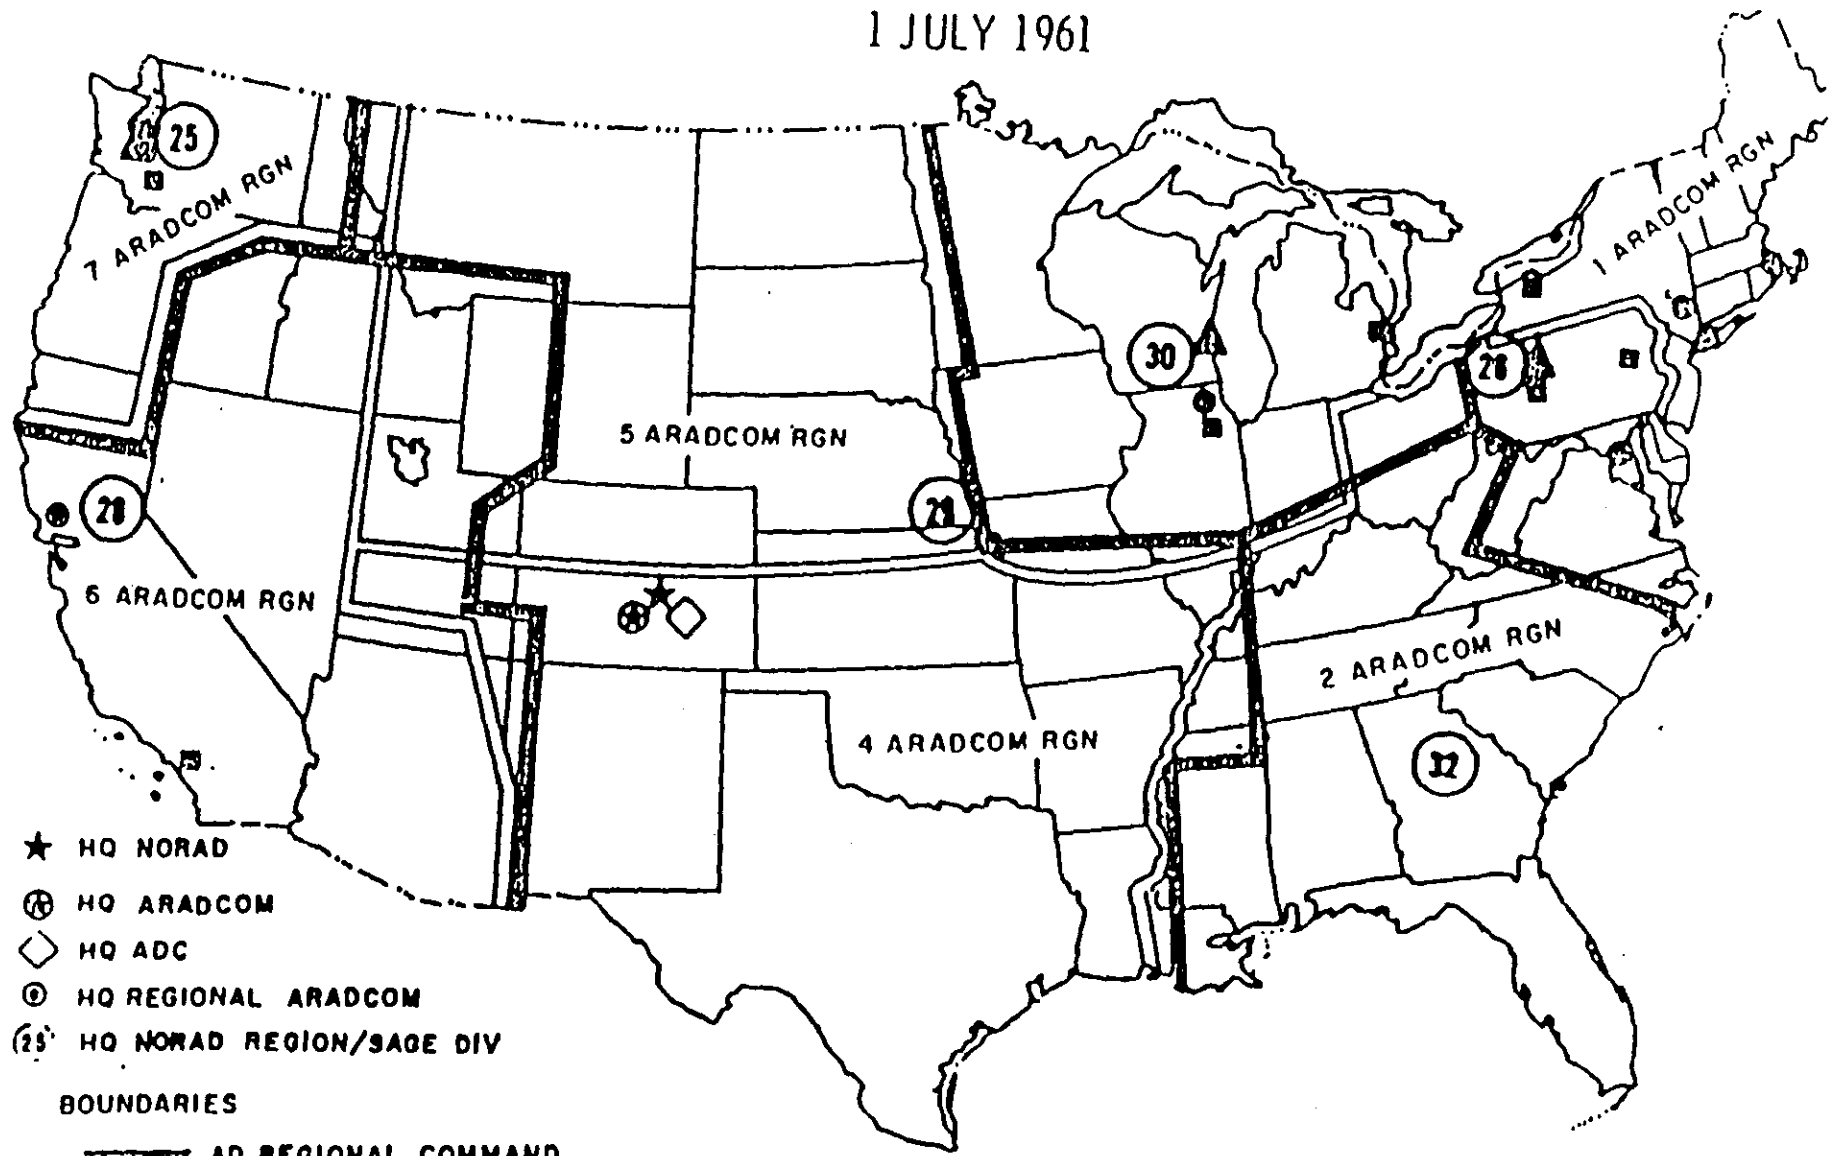 1 JULY 1961
25
7 ARADCOM RGN
1 ARADCOM RGN
30
28
5 ARADCOM RGN
28
29
6 ARADCOM RGN
2 ARADCOM RGN
4 ARADCOM RGN
32
HQ NORAD
HQ ARADCOM
HQ ADC
HQ REGIONAL ARADCOM
25 HQ NORAD REGION/SAGE DIV
BOUNDARIES
AD REGIONAL COMMAND